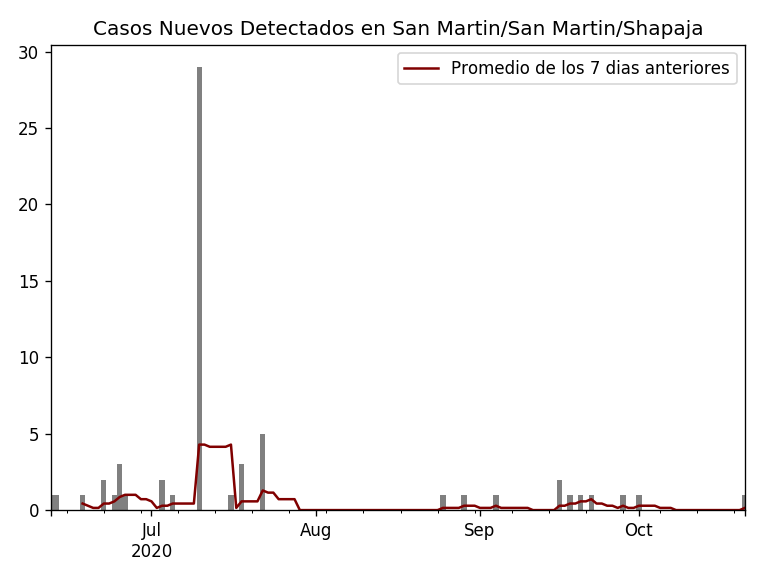 Casos Nuevos Detectados en San Martin/San Martin/Shapaja
Promedio de los 7 dias anteriores
30
25
20
15
10
5
0
Jul
2020
Aug
Sep
Oct